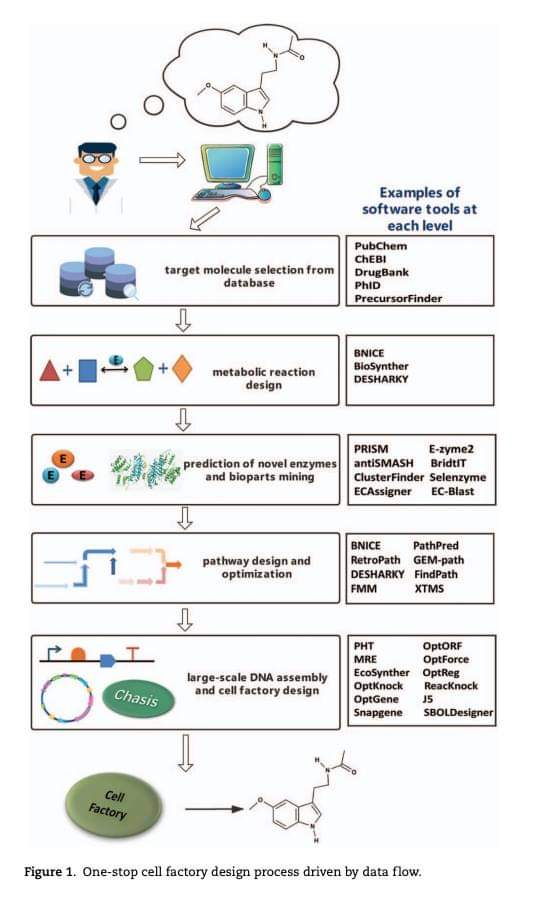 H
N
O
O
N
H
Examples of
software tools at
each level
target molecule selection from
database
PubChem
ChEBI
DrugBank
PhID
PrecursorFinder
E
metabolic reaction
design
BNICE
BioSynther
DESHARKY
E
E
E
prediction of novel enzymes
and bioparts mining
PRISM E-zyme2
antiSMASH BridtIT
ClusterFinder Selenzyme
ECAssigner EC-Blast
pathway design and
optimization
BNICE PathPred
RetroPath GEM-path
DESHARKY FindPath
FMM XTMS
Chasis
large-scale DNA assembly
and cell factory design
PHT OptORF
MRE OptForce
EcoSynther OptReg
OptKnock ReacKnock
OptGene J5
Snapgene SBOLDesigner
Cell
Factory
H
N
O
O
N
H
Figure 1. One-stop cell factory design process driven by data flow.